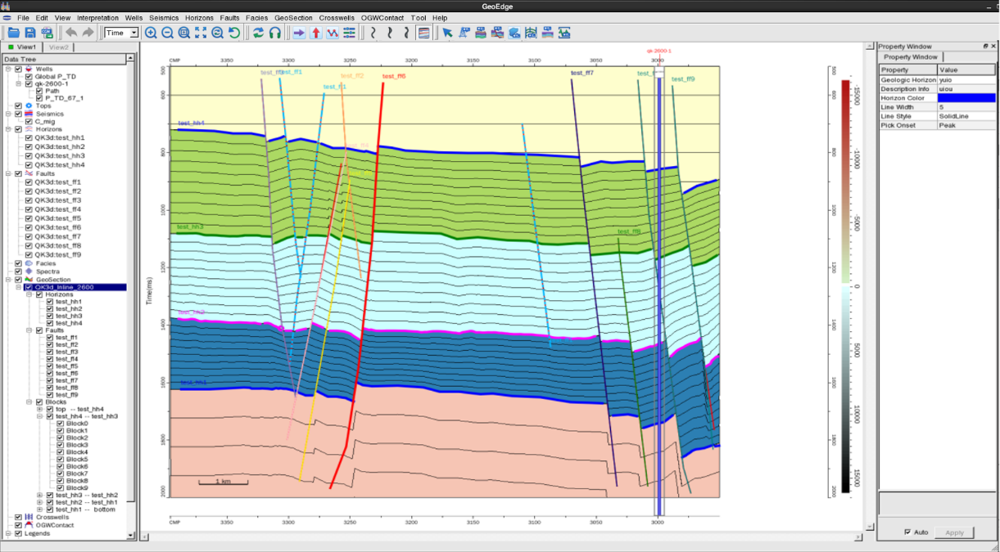 GeoEdge
File Edit View Interpretation Wells Seismics Horizons Faults Facies GeoSection Crosswells OGWContact Tool Help
Time
View1 View2
Data Tree
Wells
Global P_TD
qk-2600-1
Path
P_TD_67_1
Tops
Seismics
C_mig
Horizons
QK3d:test_hh1
QK3d:test_hh2
QK3d:test_hh3
QK3d:test_hh4
Faults
QK3d:test_ff1
QK3d:test_ff2
QK3d:test_ff3
QK3d:test_ff4
QK3d:test_ff5
QK3d:test_ff6
QK3d:test_ff7
QK3d:test_ff8
QK3d:test_ff9
Facies
Spectra
GeoSection
QK3d_Inline_2600
Horizons
test_hh1
test_hh2
test_hh3
test_hh4
Faults
test_ff1
test_ff2
test_ff3
test_ff4
test_ff5
test_ff6
test_ff7
test_ff8
test_ff9
Blocks
top -- test_hh4
test_hh4 -- test_hh3
Block0
Block1
Block2
Block3
Block4
Block5
Block6
Block7
Block8
Block9
test_hh3 -- test_hh2
test_hh2 -- test_hh1
test_hh1 -- bottom
Crosswells
OGWContact
Legends
qk-2600-1
CMP 3350 3300 3250 3200 3150 3100 3050 3000
test_ff2 test_ff6 test_ff7 test_ff9
test_hh4
test_hh3
test_ff8
test_hh2
test_hh1
Time(ms)
500
600
800
1000
1200
1400
1600
1800
2000
1 km
CMP 3350 3300 3250 3200 3150 3100 3050 3000
500
600
800
1000
1200
1400
1600
1800
2000
-15000
-10000
-5000
0
5000
10000
15000
Property Window
Property Window
Property Value
Geologic Horizon yuio
Description Info uiou
Horizon Color
Line Width 5
Line Style SolidLine
Pick Onset Peak
Auto Apply